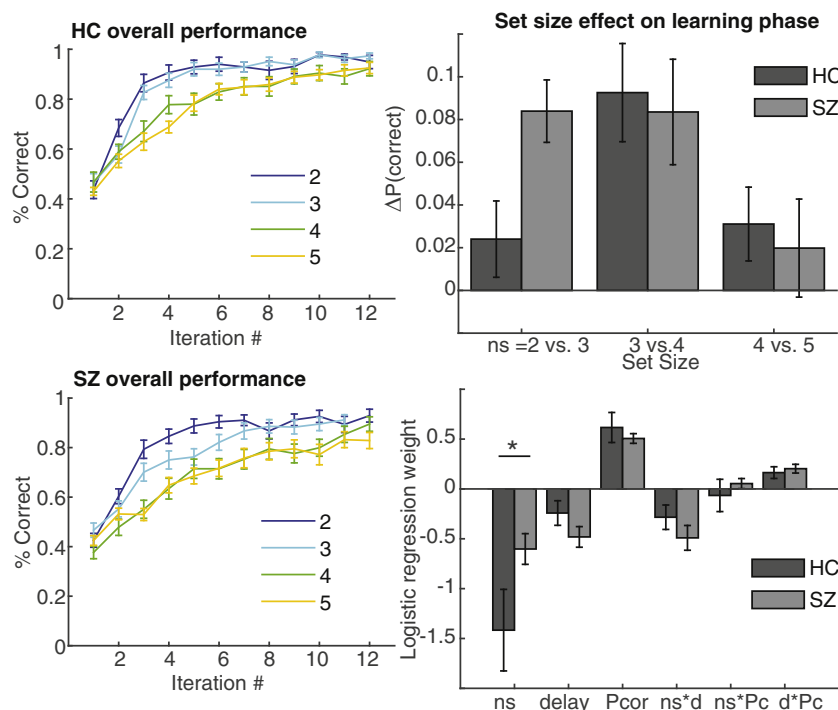 HC overall performance
1
0.8
0.6
0.4
0.2
0
% Correct
2
3
4
5
2 4 6 8 10 12
Iteration #
Set size effect on learning phase
0.1
0.08
0.06
0.04
0.02
0
ΔP(correct)
HC
SZ
ns =2 vs. 3 3 vs.4 4 vs. 5
Set Size
SZ overall performance
1
0.8
0.6
0.4
0.2
0
% Correct
2
3
4
5
2 4 6 8 10 12
Iteration #
0.5
0
-0.5
-1
-1.5
Logistic regression weight
*
HC
SZ
ns delay Pcor ns*d ns*Pc d*Pc